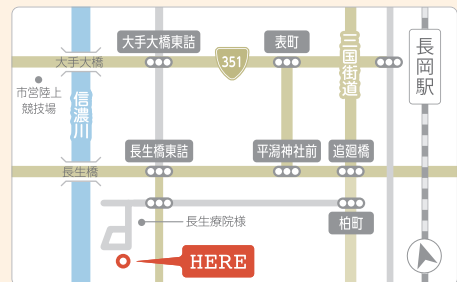 大手大橋東詰
表町
三国街道
長岡駅
大手大橋
351
市営陸上
競技場
信濃川
長生橋東詰
平潟神社前
追廻橋
長生橋
長生療院様
柏町
HERE